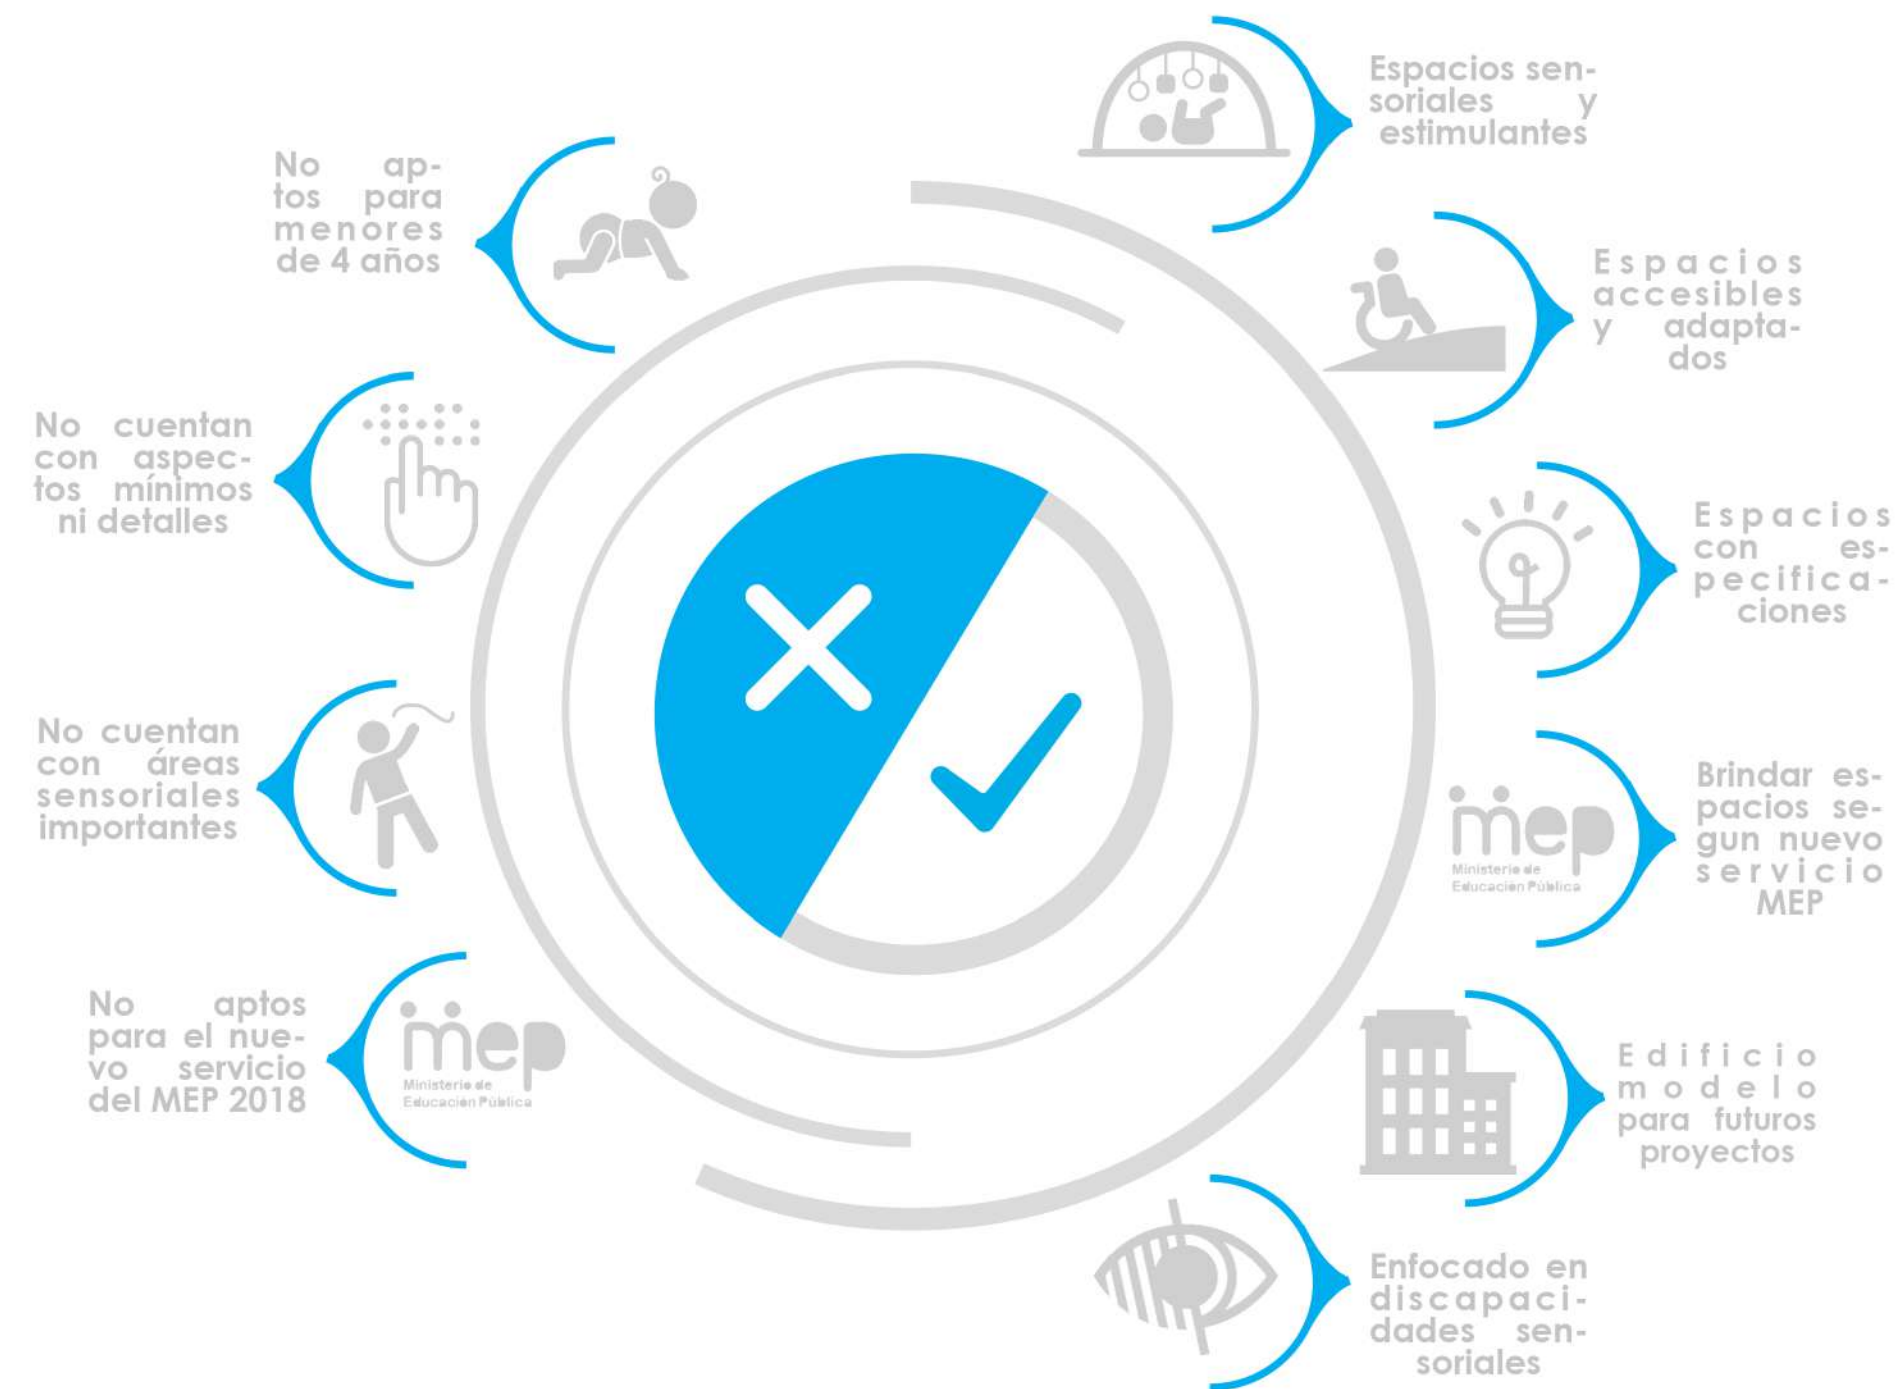 No ap-
tos para
menores
de 4 años
No cuentan
con aspec-
tos mínimos
ni detalles
No cuentan
con áreas
sensoriales
importantes
No aptos
para el nue-
vo servicio
del MEP 2018
mep
Ministerio de
Educación Pública
Espacios sen-
soriales y
estimulantes
Espacios
accesibles
y adapta-
dos
Espacios
con es-
pecifica-
ciones
mep
Ministerio de
Educación Pública
Brindar es-
pacios se-
gun nuevo
servicio
MEP
Edificio
modelo
para futuros
proyectos
Enfocado en
discapaci-
dades sen-
soriales